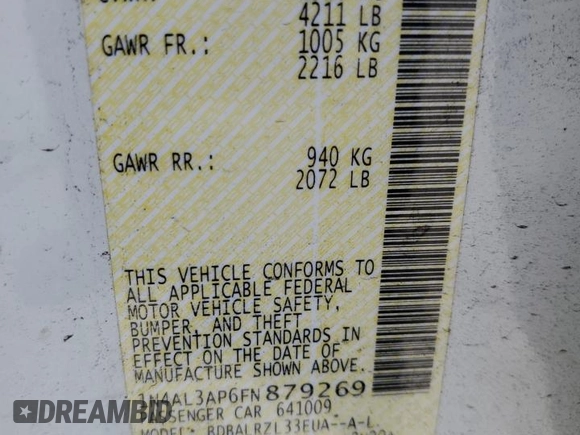 4211 LB
GAWR FR.: 1005 KG
2216 LB
GAWR RR.: 940 KG
2072 LB
THIS VEHICLE CONFORMS TO
ALL APPLICABLE FEDERAL
MOTOR VEHICLE SAFETY,
BUMPER, AND THEFT
PREVENTION STANDARDS IN
EFFECT ON THE DATE OF
MANUFACTURE SHOWN ABOVE.
1N4AL3AP6FN879269
PASSENGER CAR 641009
MODEL: BDBALRZL33EUA--A-L
DREAMBID